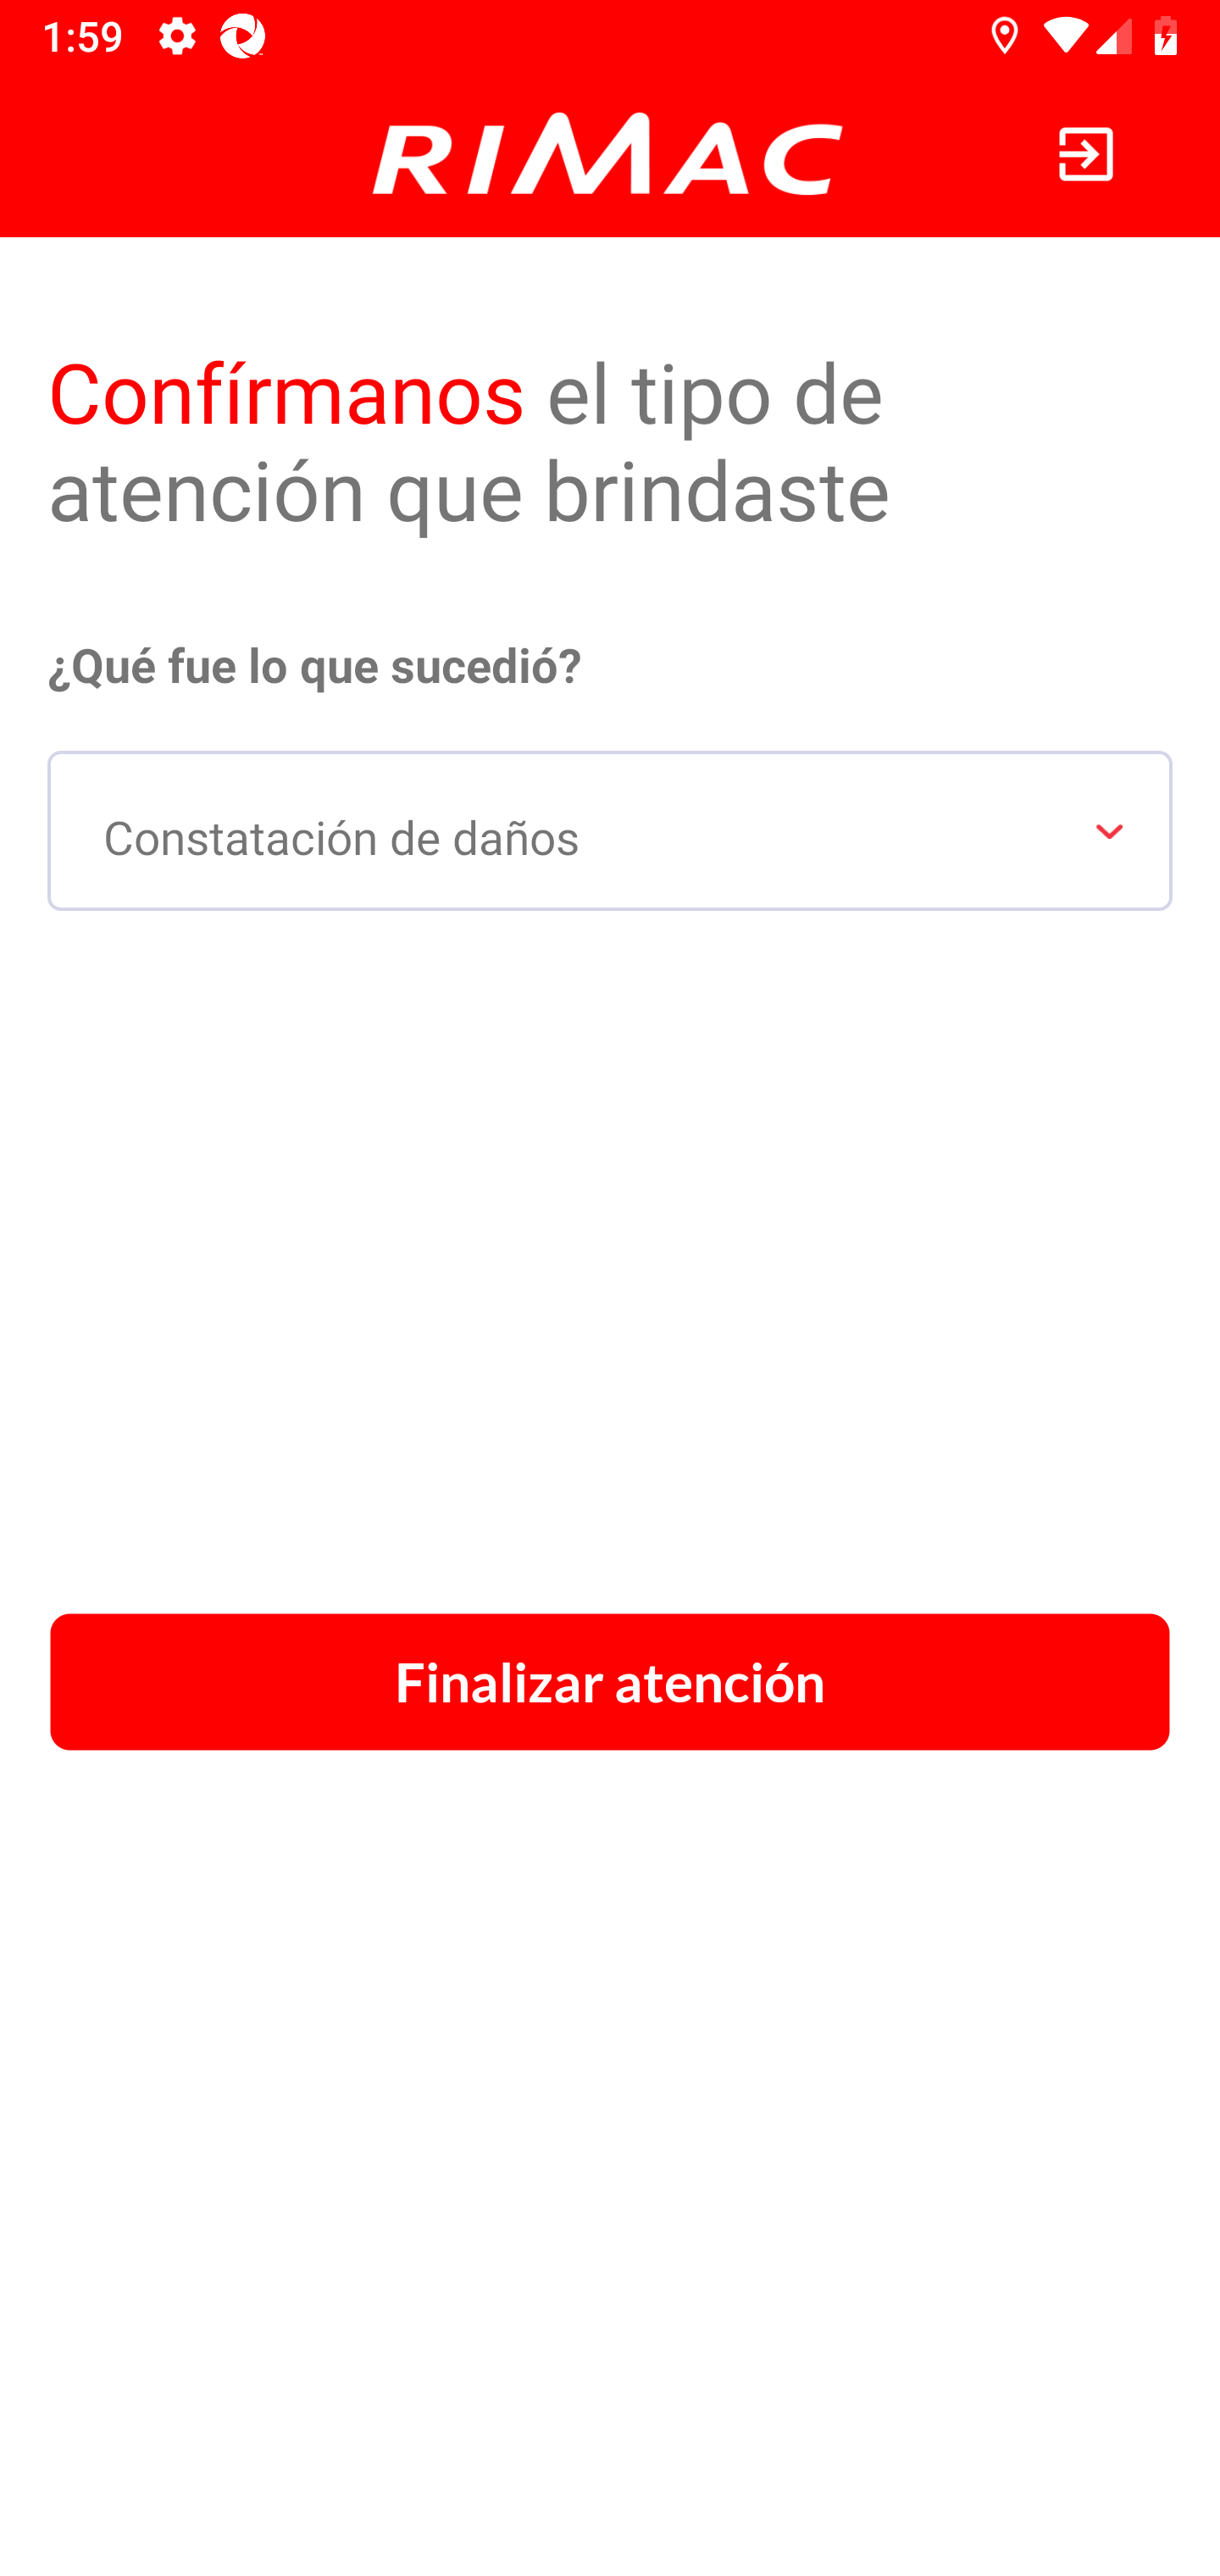 1:59
RIMAC
Confírmanos el tipo de
atención que brindaste
¿Qué fue lo que sucedió?
Constatación de daños
Finalizar atención